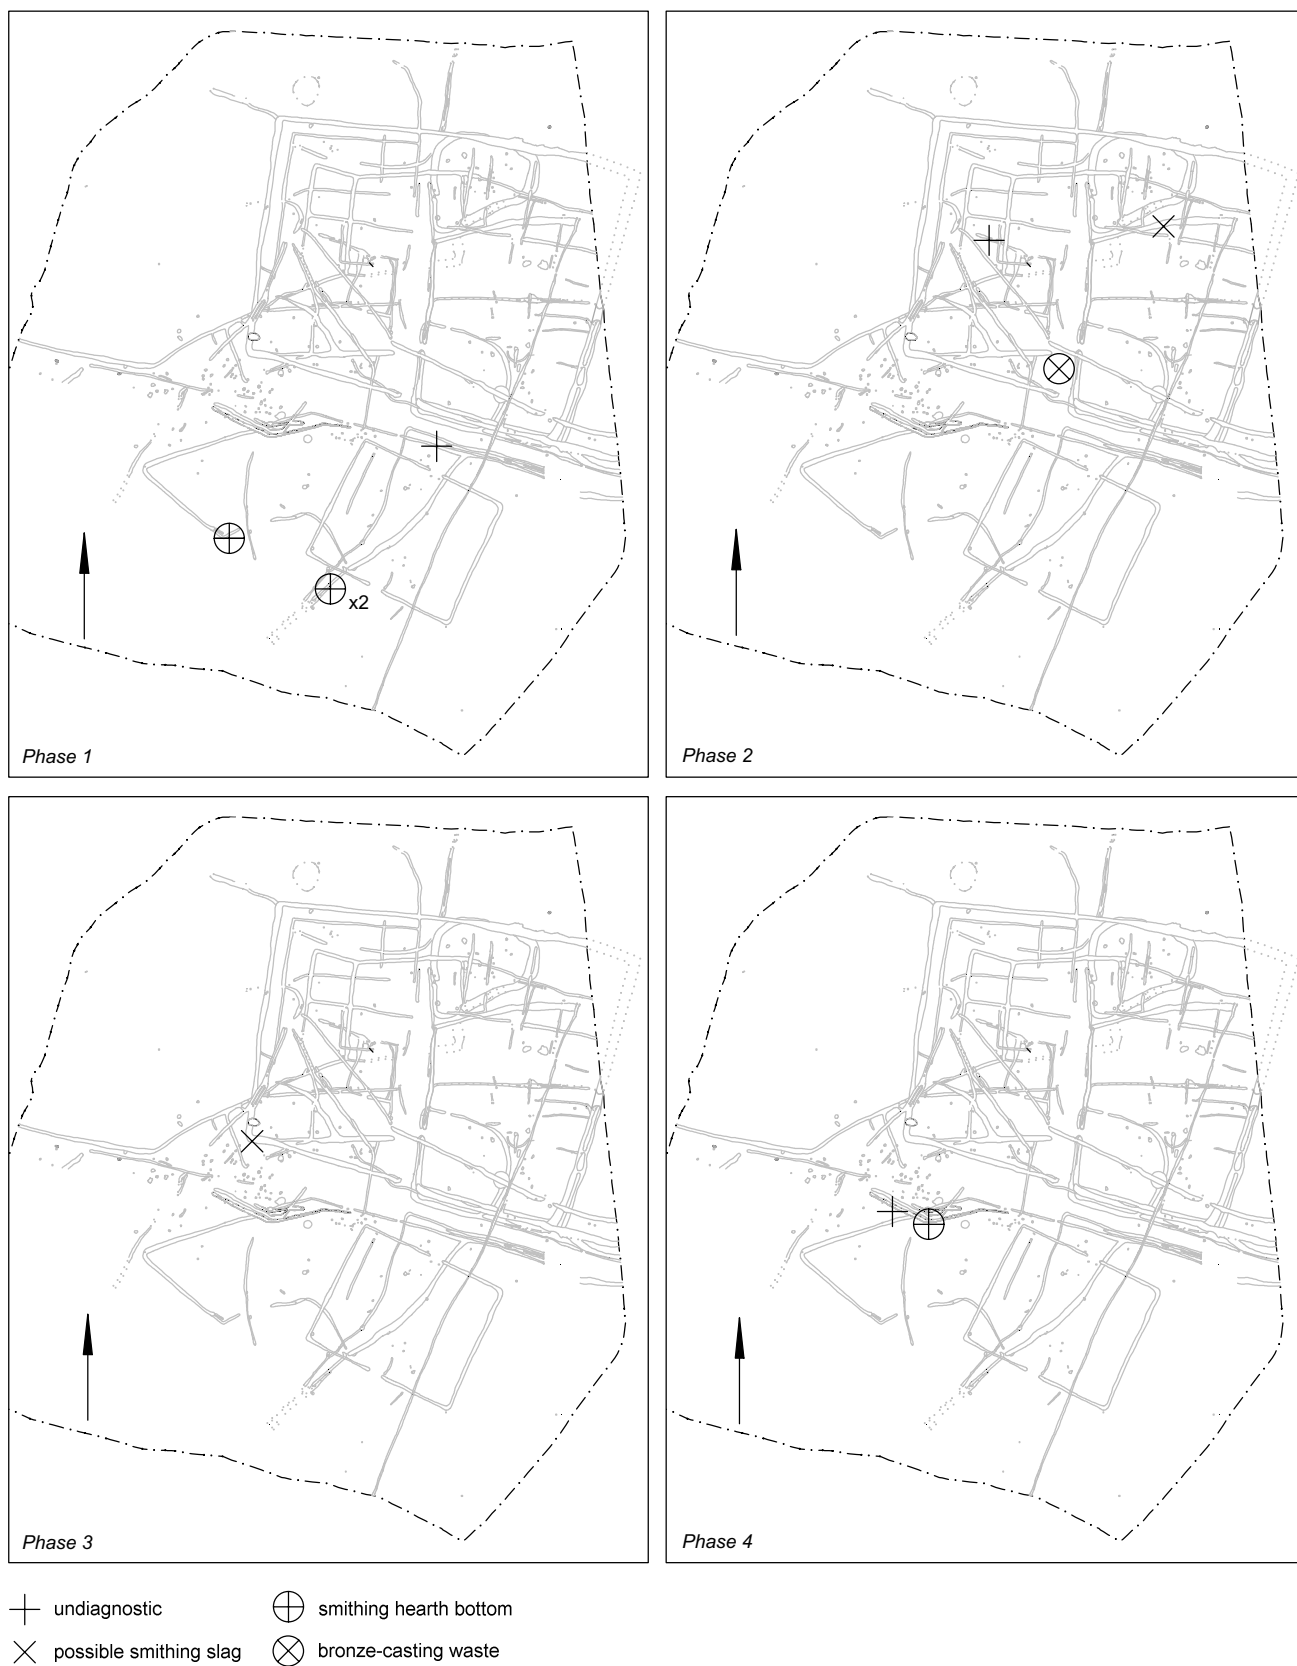 x2
Phase 1
Phase 2
Phase 3
Phase 4
undiagnostic
smithing hearth bottom
possible smithing slag
bronze-casting waste